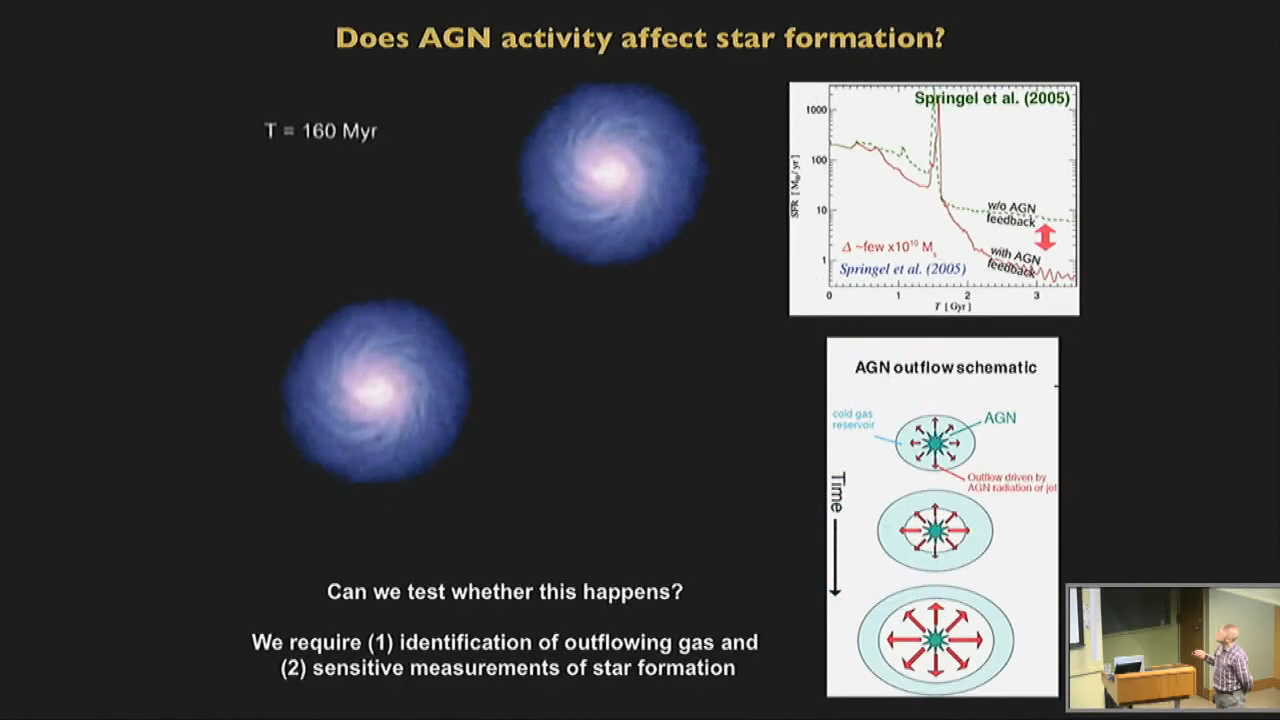 Does AGN activity affect star formation?
T = 160 Myr
Springel et al. (2005)
1000
100
10
1
SFR [ M☉/ yr]
w/o AGN
feedback
with AGN
feedback
Δ ~few x10¹⁰ Mₛ
Springel et al. (2005)
0 1 2 3
T [ Gyr]
AGN outflow schematic
cold gas
reservoir
AGN
Outflow driven by
AGN radiation or jet
Time
Can we test whether this happens?
We require (1) identification of outflowing gas and
(2) sensitive measurements of star formation